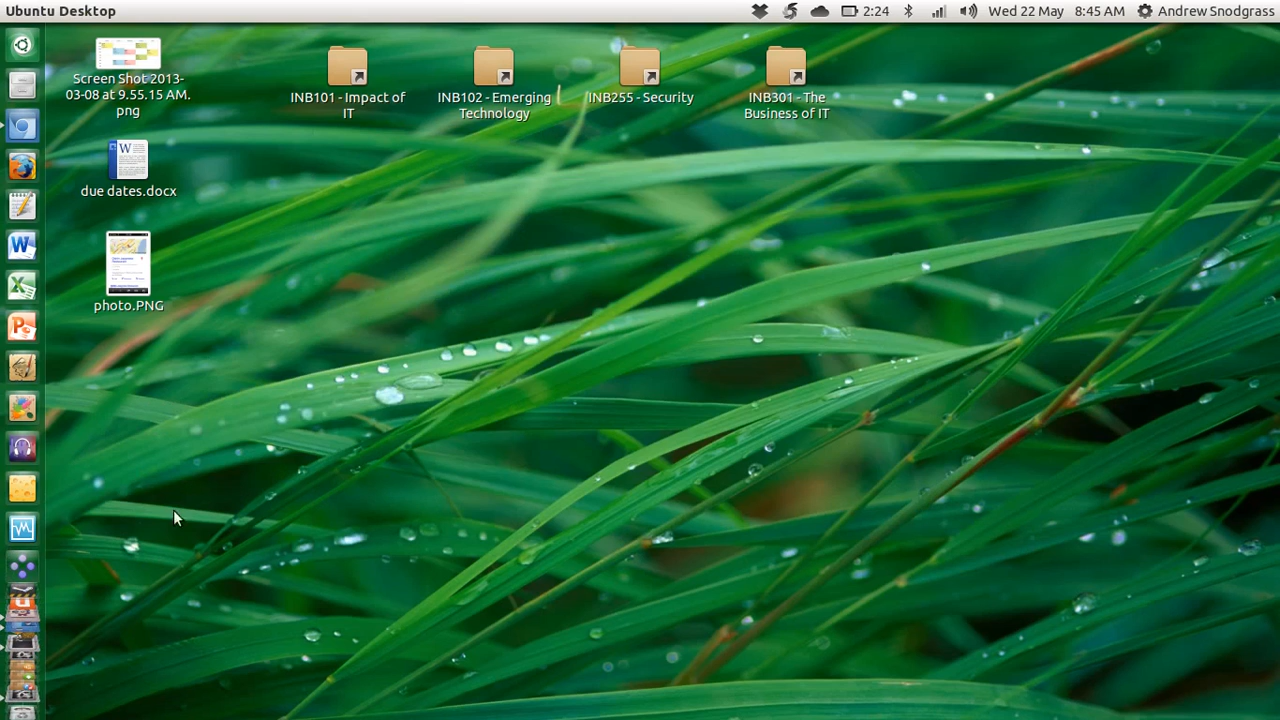 Ubuntu Desktop
2:24
Wed 22 May
8:45 AM
Andrew Snodgrass
Screen Shot 2013-
03-08 at 9.55.15 AM.
png
INB101 - Impact of
IT
INB102 - Emerging
Technology
INB255 - Security
INB301 - The
Business of IT
due dates.docx
photo.PNG